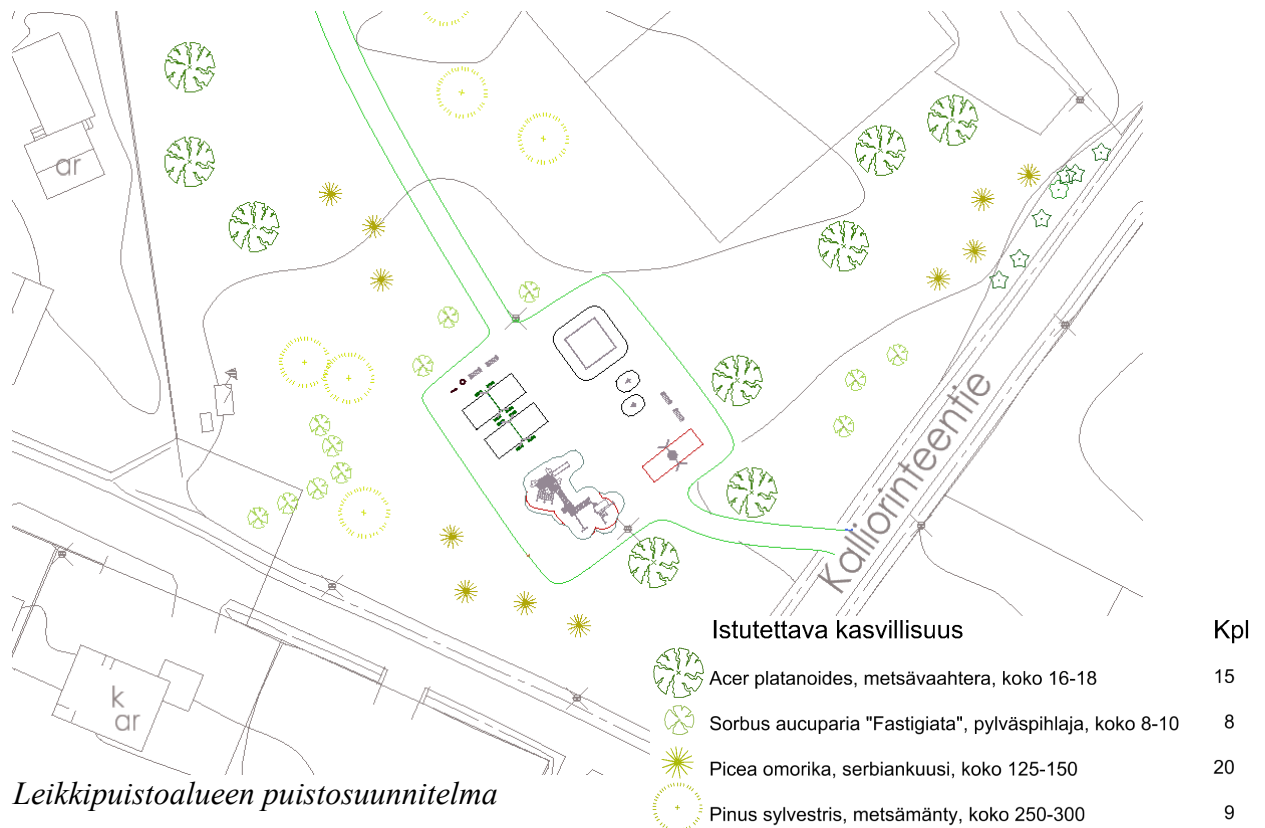 ar
Kalliorinteentie
k
ar
Istutettava kasvillisuus Kpl
Acer platanoides, metsävaahtera, koko 16-18 15
Sorbus aucuparia "Fastigiata", pylväspihlaja, koko 8-10 8
Picea omorika, serbiankuusi, koko 125-150 20
Pinus sylvestris, metsämänty, koko 250-300 9
Leikkipuistoalueen puistosuunnitelma